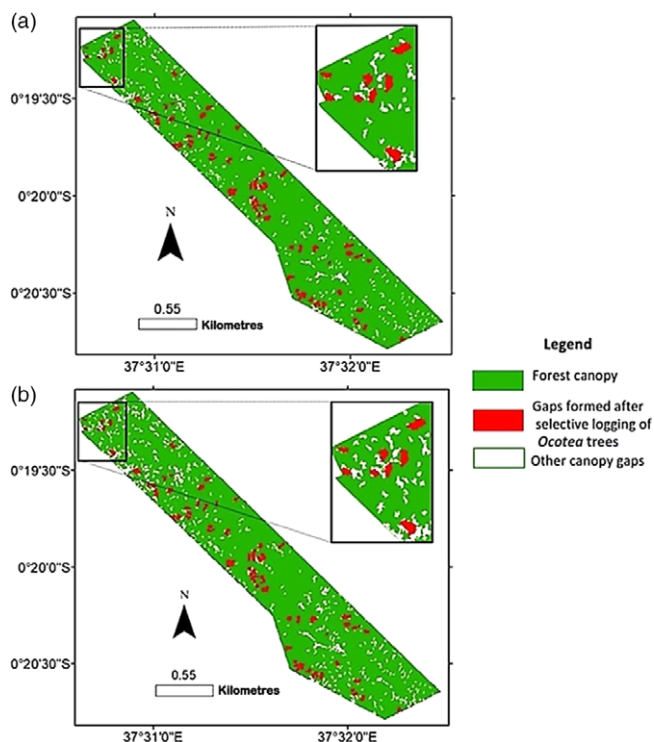 (a)
0°19'30"S
0°20'0"S
0°20'30"S
N
0.55
Kilometres
37°31'0"E
37°32'0"E
(b)
0°19'30"S
0°20'0"S
0°20'30"S
N
0.55
Kilometres
37°31'0"E
37°32'0"E
Legend
Forest canopy
Gaps formed after
selective logging of
Ocotea trees
Other canopy gaps